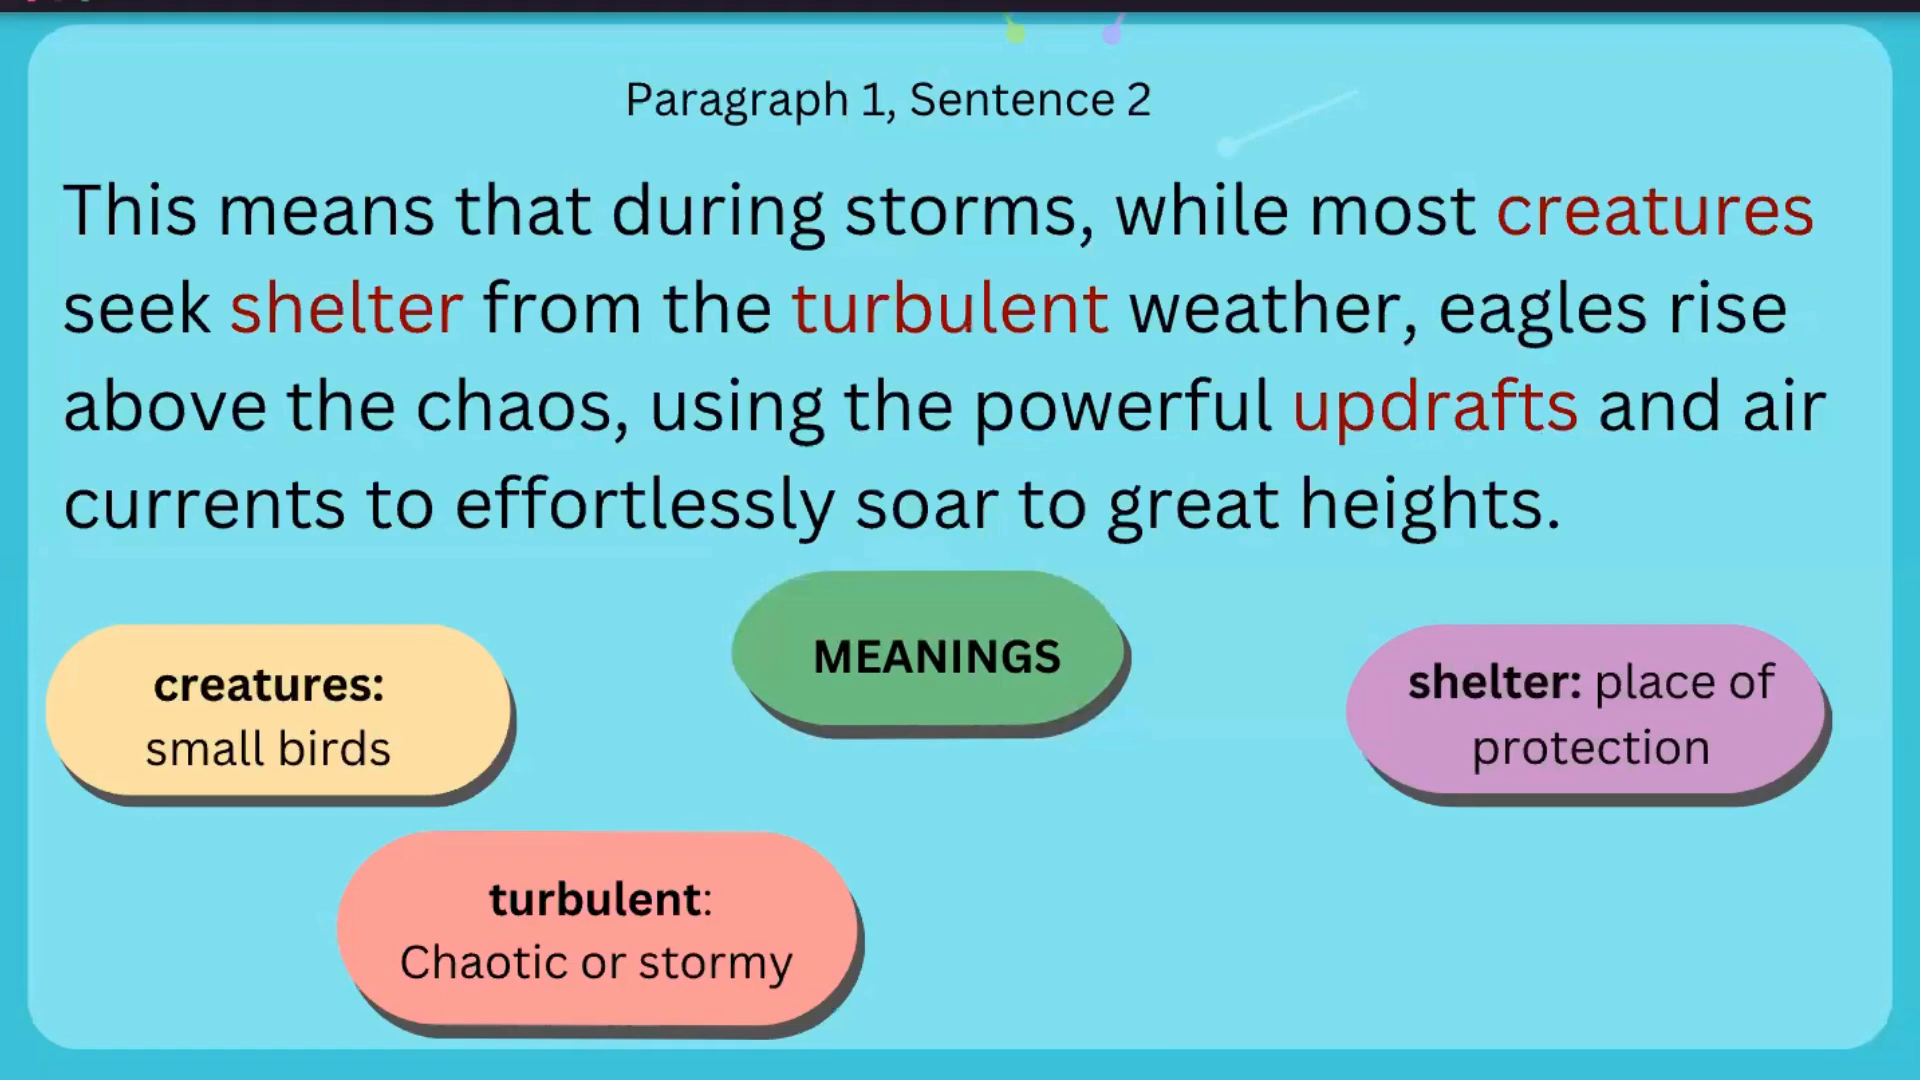 Paragraph 1, Sentence 2
This means that during storms, while most creatures
seek shelter from the turbulent weather, eagles rise
above the chaos, using the powerful updrafts and air
currents to effortlessly soar to great heights.
MEANINGS
creatures:
small birds
shelter: place of
protection
turbulent:
Chaotic or stormy